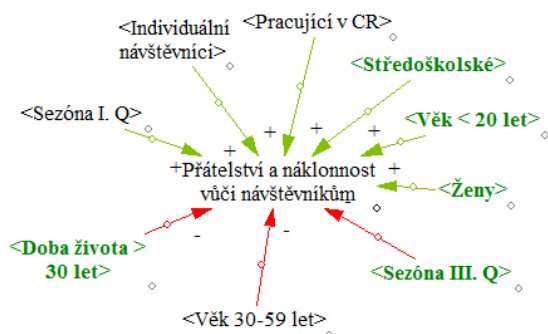 <Individuální
návštěvníci>
<Pracující v CR>
<Středoškolské>
<Sezóna I. Q>
<Věk < 20 let>
+
+
+
+
+
+
Přátelství a náklonnost
vůči návštěvníkům
<Ženy>
<Doba života >
30 let>
-
-
<Sezóna III. Q>
<Věk 30-59 let>